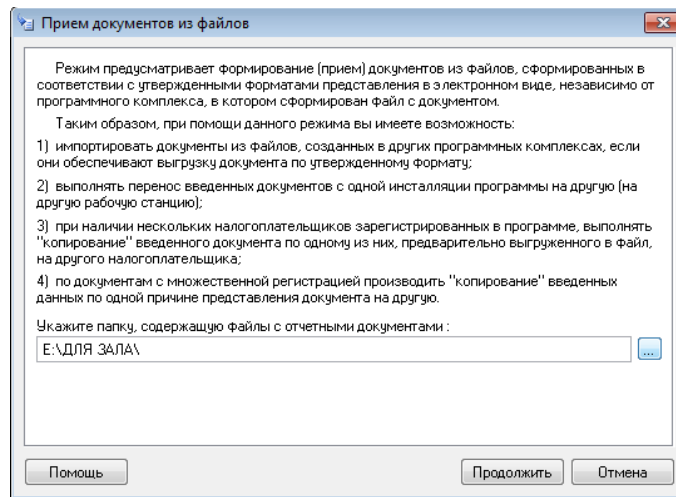 Прием документов из файлов
Режим предусматривает формирование (прием) документов из файлов, сформированных в
соответствии с утвержденными форматами представления в электронном виде, независимо от
программного комплекса, в котором сформирован файл с документом.
Таким образом, при помощи данного режима вы имеете возможность:
1) импортировать документы из файлов, созданных в других программных комплексах, если
они обеспечивают выгрузку документа по утвержденному формату;
2) выполнять перенос введенных документов с одной инсталляции программы на другую (на
другую рабочую станцию);
3) при наличии нескольких налогоплательщиков зарегистрированных в программе, выполнять
"копирование" введенного документа по одному из них, предварительно выгруженного в файл,
на другого налогоплательщика;
4) по документам с множественной регистрацией производить "копирование" введенных
данных по одной причине представления документа на другую.
Укажите папку, содержащую файлы с отчетными документами :
E:\ДЛЯ ЗАЛА\
...
Помощь
Продолжить
Отмена